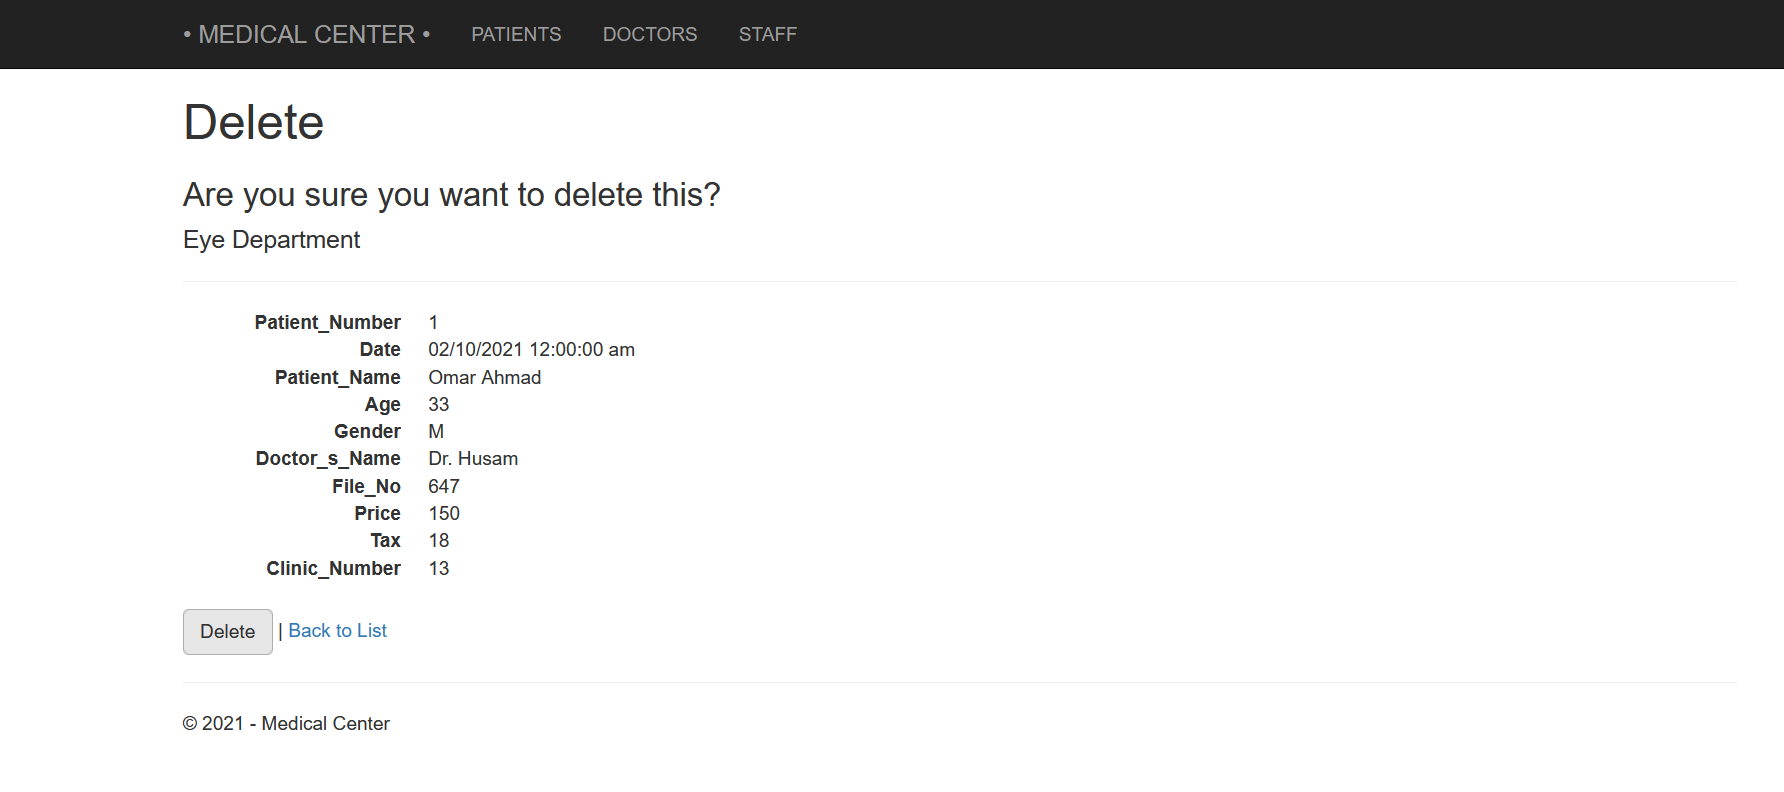 • MEDICAL CENTER • PATIENTS DOCTORS STAFF
Delete
Are you sure you want to delete this?
Eye Department
Patient_Number 1
Date 02/10/2021 12:00:00 am
Patient_Name Omar Ahmad
Age 33
Gender M
Doctor_s_Name Dr. Husam
File_No 647
Price 150
Tax 18
Clinic_Number 13
Delete | Back to List
© 2021 - Medical Center